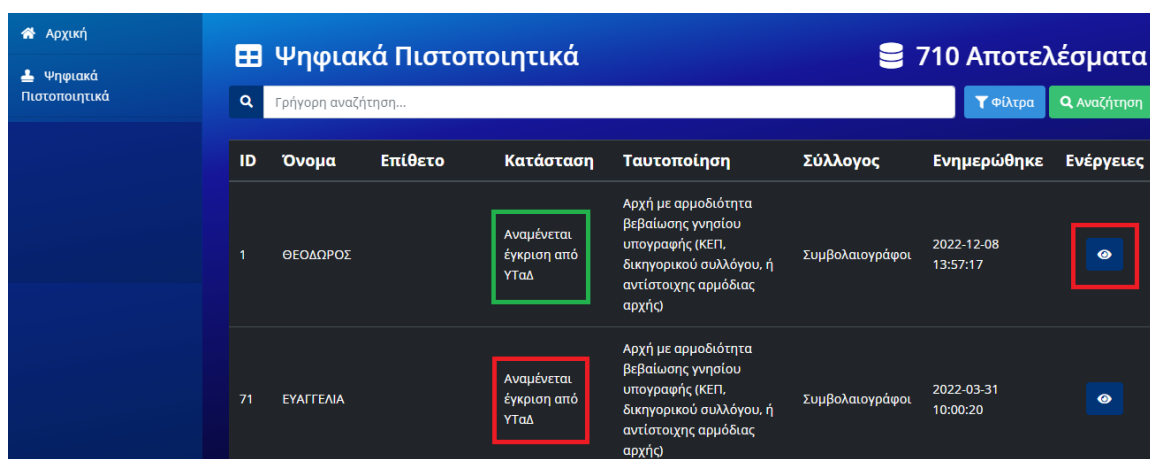 Αρχική
Ψηφιακά
Πιστοποιητικά
Ψηφιακά Πιστοποιητικά
710 Αποτελέσματα
Γρήγορη αναζήτηση...
Φίλτρα
Αναζήτηση
ID Όνομα Επίθετο Κατάσταση Ταυτοποίηση Σύλλογος Ενημερώθηκε Ενέργειες
1
ΘΕΟΔΩΡΟΣ
Αναμένεται
έγκριση από
ΥΤαΔ
Αρχή με αρμοδιότητα
βεβαίωσης γνησίου
υπογραφής (ΚΕΠ,
δικηγορικού συλλόγου, ή
αντίστοιχης αρμόδιας
αρχής)
Συμβολαιογράφοι
2022-12-08
13:57:17
71
ΕΥΑΓΓΕΛΙΑ
Αναμένεται
έγκριση από
ΥΤαΔ
Αρχή με αρμοδιότητα
βεβαίωσης γνησίου
υπογραφής (ΚΕΠ,
δικηγορικού συλλόγου, ή
αντίστοιχης αρμόδιας
αρχής)
Συμβολαιογράφοι
2022-03-31
10:00:20